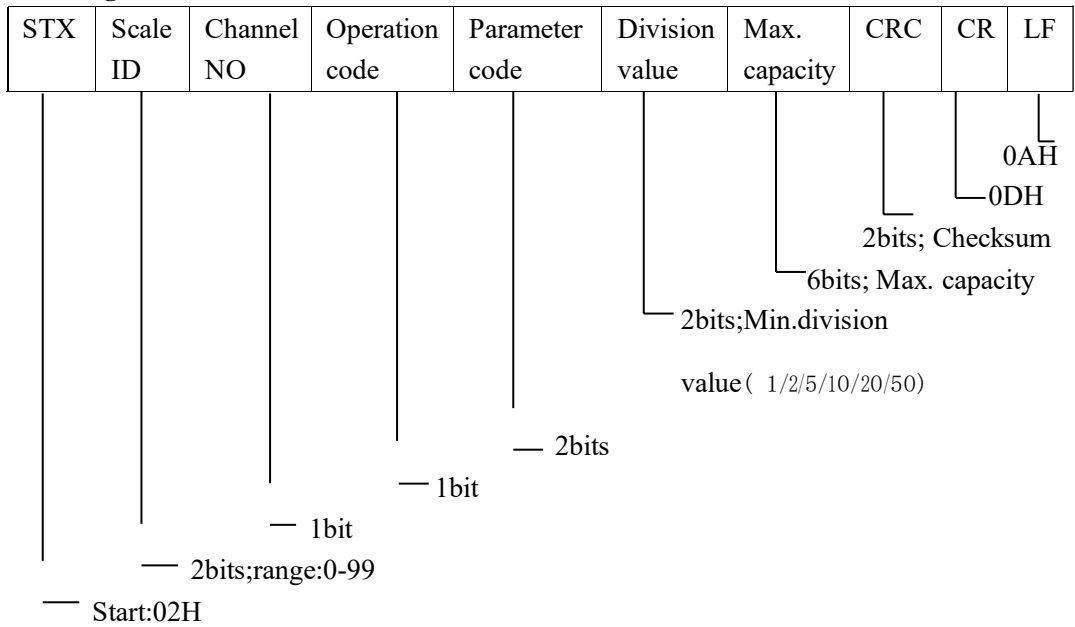 STX Scale ID Channel NO Operation code Parameter code Division value Max. capacity CRC CR LF
0AH
0DH
2bits; Checksum
6bits; Max. capacity
2bits;Min.division
value( 1/2/5/10/20/50)
2bits
1bit
1bit
2bits;range:0-99
Start:02H